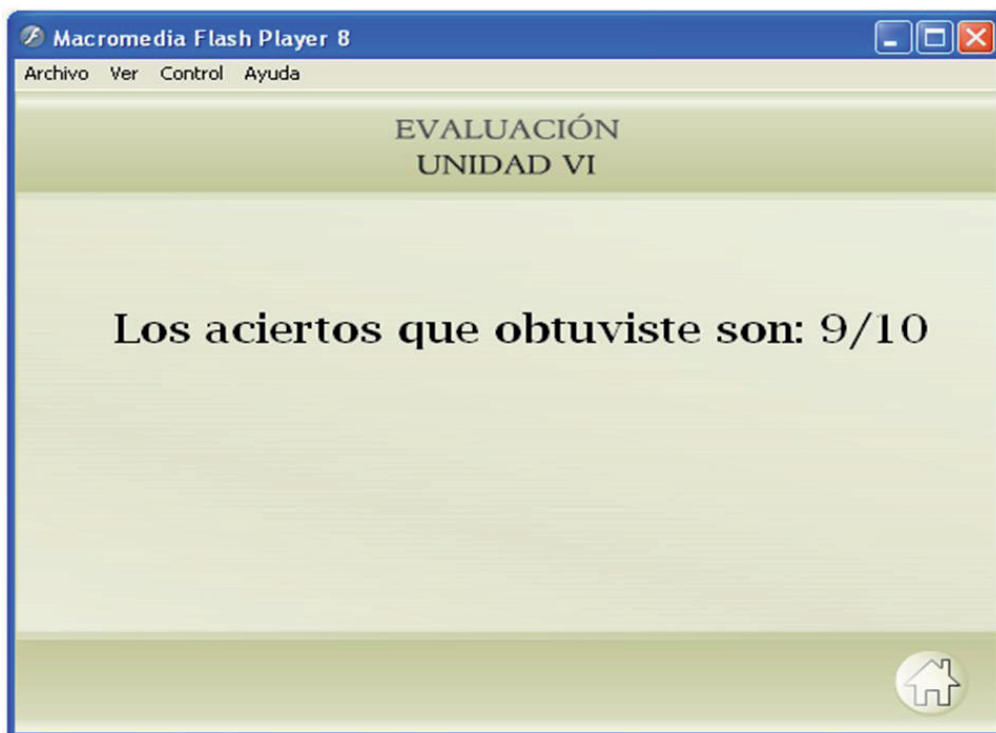 Macromedia Flash Player 8
Archivo Ver Control Ayuda
EVALUACIÓN
UNIDAD VI
Los aciertos que obtuviste son: 9/10